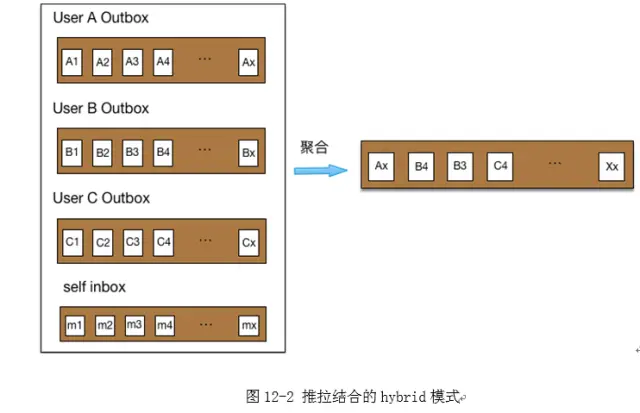 User A Outbox
A1 A2 A3 A4 ... Ax
User B Outbox
B1 B2 B3 B4 ... Bx
聚合
Ax B4 B3 C4 ... Xx
User C Outbox
C1 C2 C3 C4 ... Cx
self inbox
m1 m2 m3 m4 ... mx
图 12-2 推拉结合的 hybrid 模式